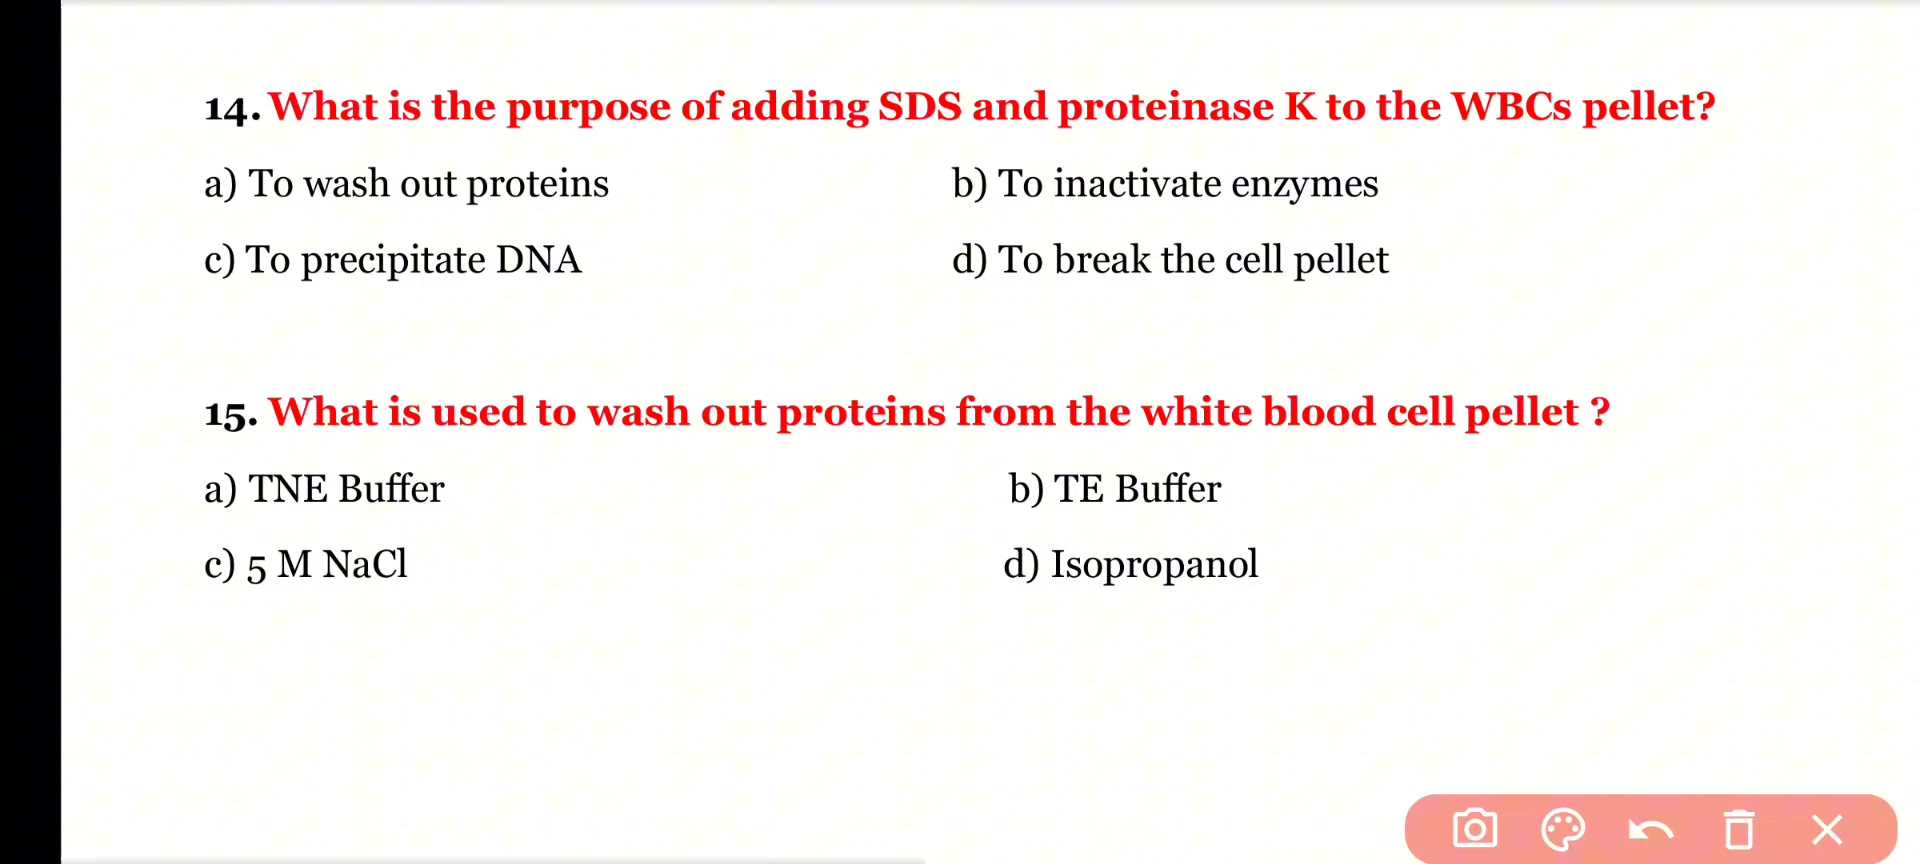 14. What is the purpose of adding SDS and proteinase K to the WBCs pellet?
a) To wash out proteins b) To inactivate enzymes
c) To precipitate DNA d) To break the cell pellet
15. What is used to wash out proteins from the white blood cell pellet ?
a) TNE Buffer b) TE Buffer
c) 5 M NaCl d) Isopropanol